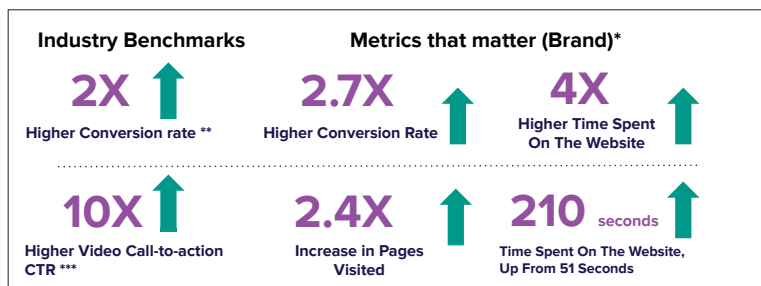 Industry Benchmarks
Metrics that matter (Brand)*
2X
Higher Conversion rate **
2.7X
Higher Conversion Rate
4X
Higher Time Spent
On The Website
10X
Higher Video Call-to-action
CTR ***
2.4X
Increase in Pages
Visited
210 seconds
Time Spent On The Website,
Up From 51 Seconds